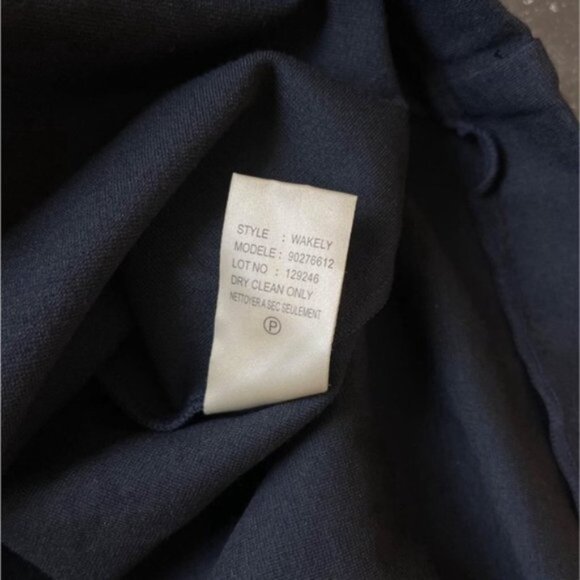 STYLE : WAKELY
MODELE : 90276612
LOT NO : 129246
DRY CLEAN ONLY
NETTOYER A SEC SEULEMENT
P